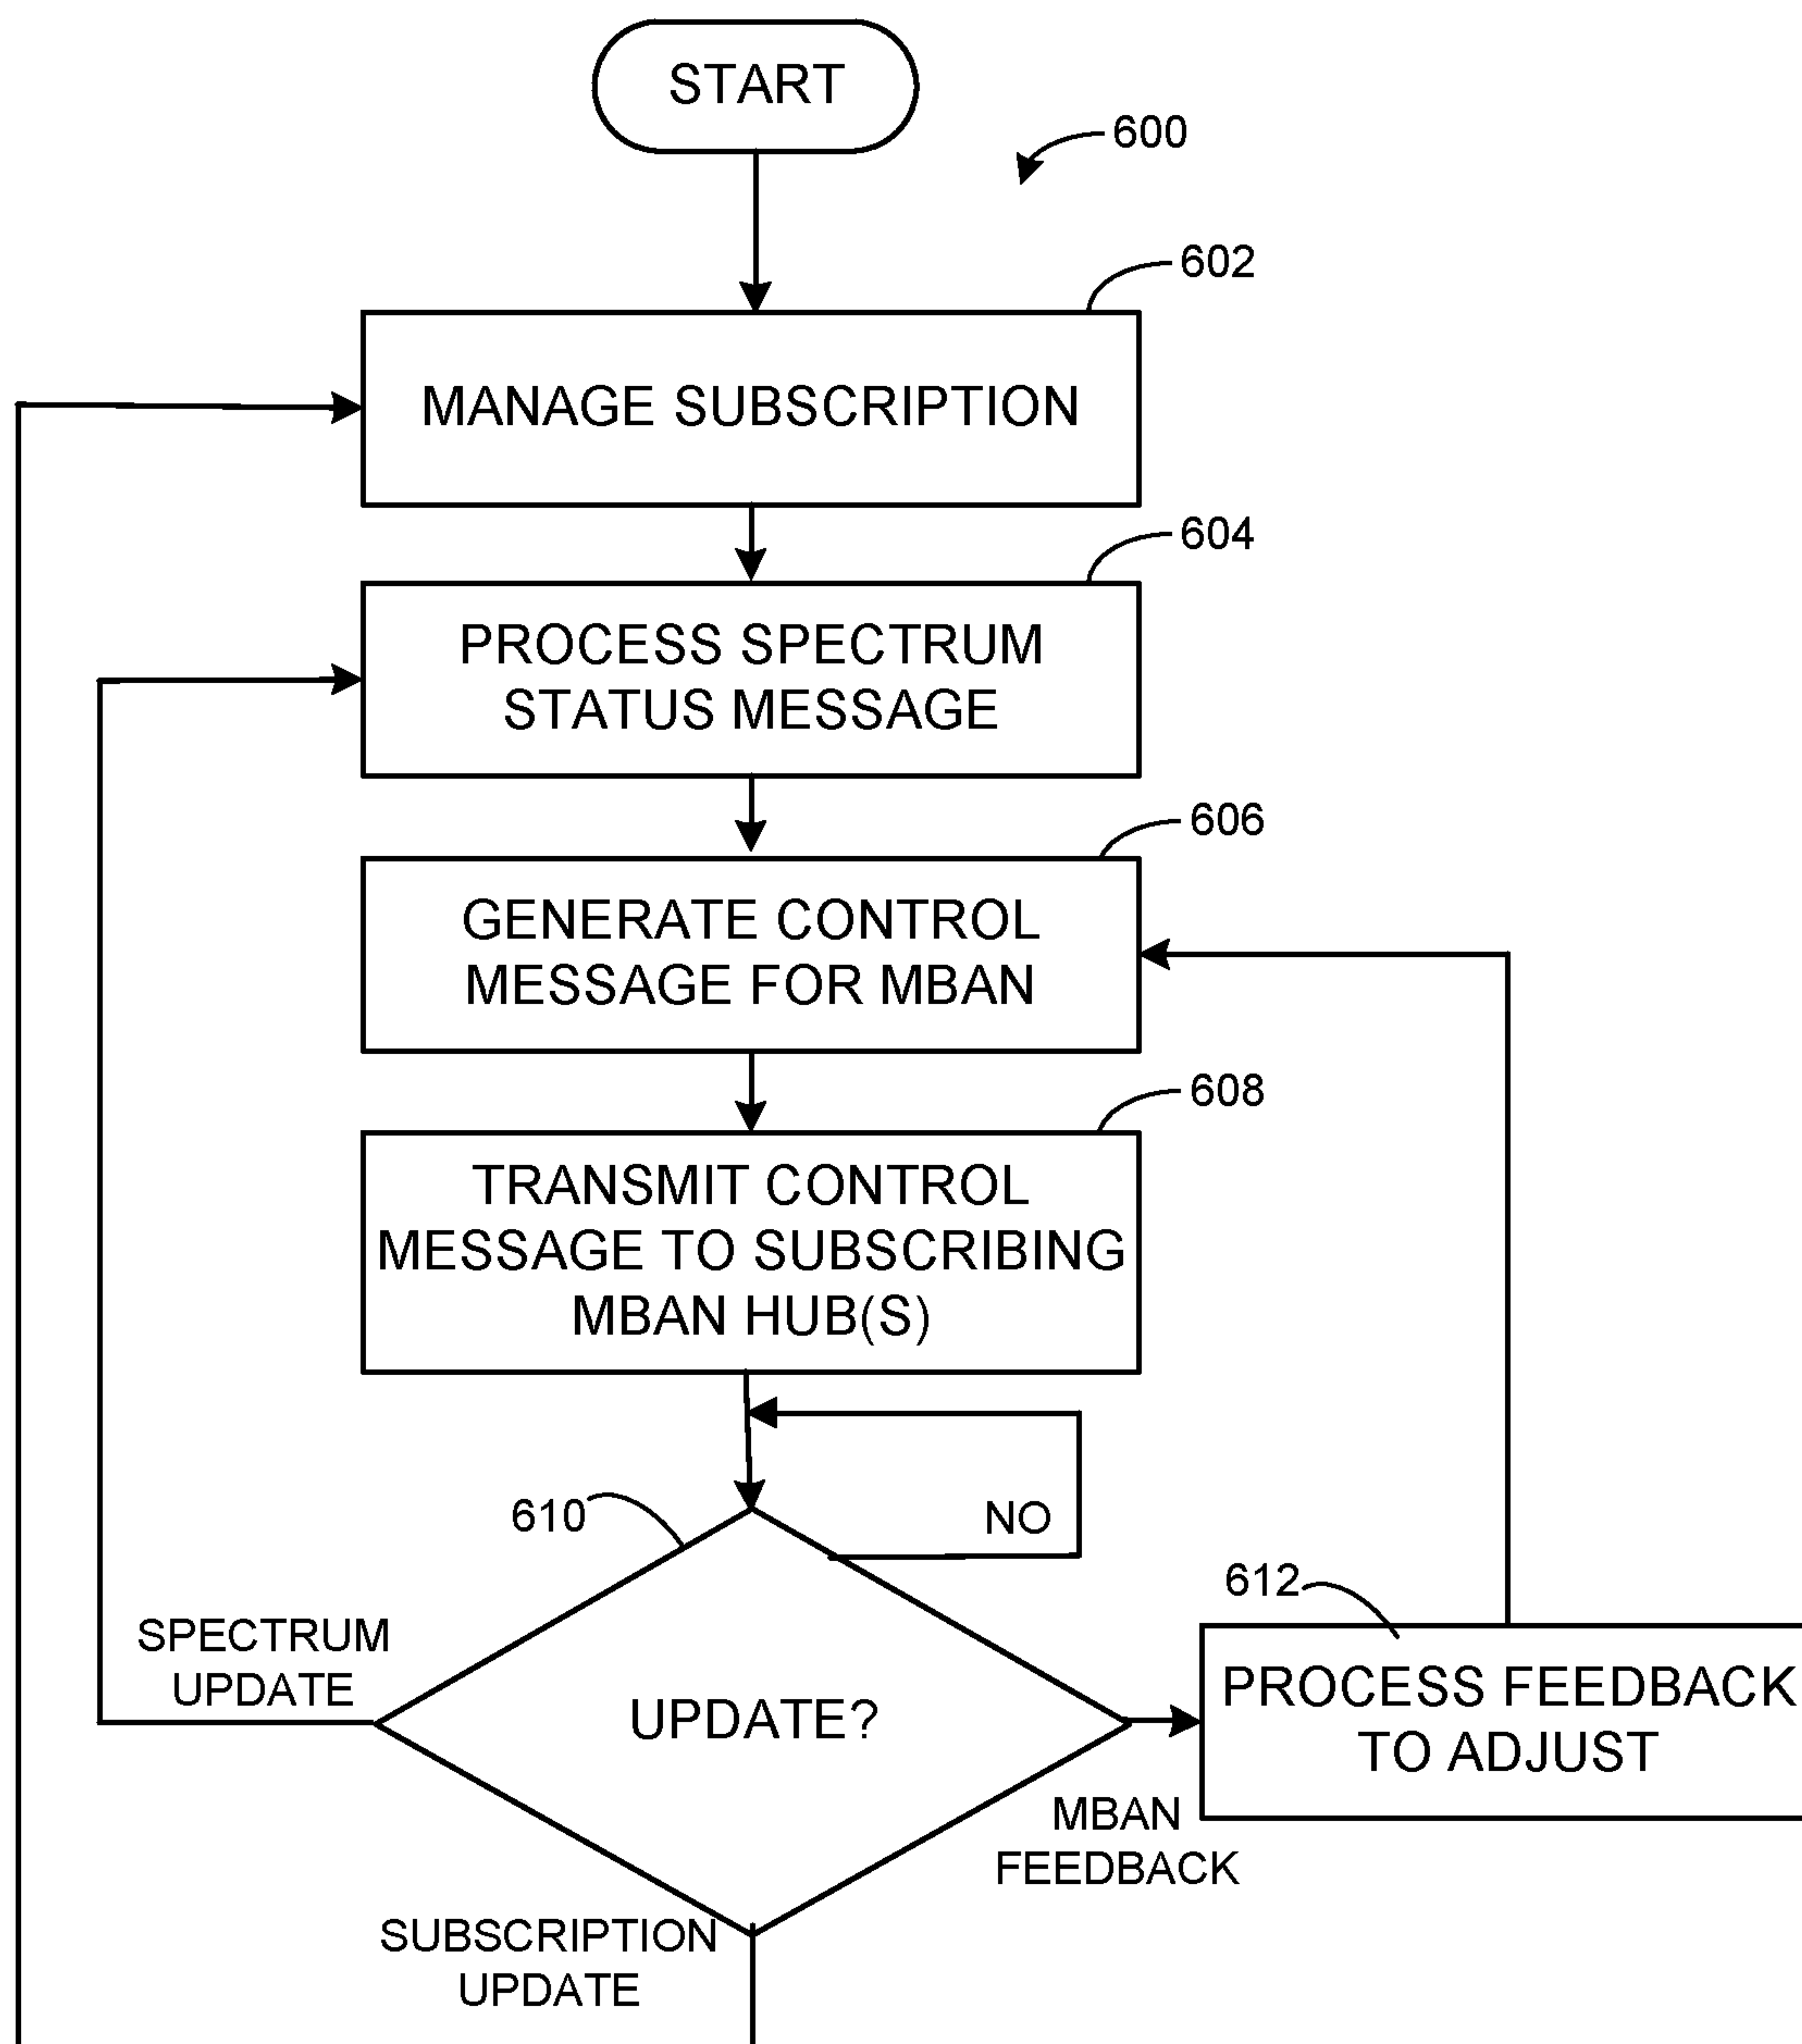 START
600
602
MANAGE SUBSCRIPTION
604
PROCESS SPECTRUM
STATUS MESSAGE
606
GENERATE CONTROL
MESSAGE FOR MBAN
608
TRANSMIT CONTROL
MESSAGE TO SUBSCRIBING
MBAN HUB(S)
610
NO
612
SPECTRUM
UPDATE
UPDATE?
PROCESS FEEDBACK
TO ADJUST
MBAN
FEEDBACK
SUBSCRIPTION
UPDATE